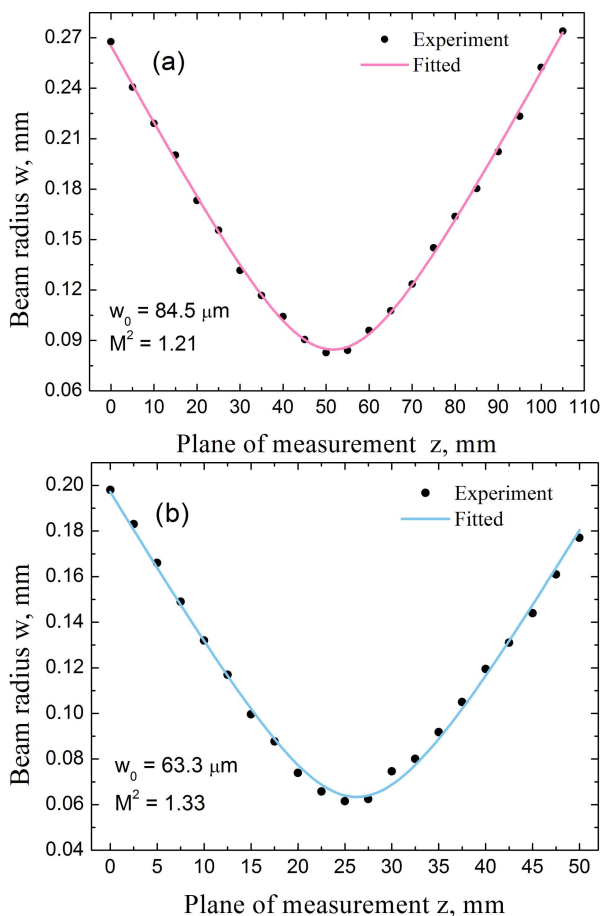 0.27
0.24
0.21
0.18
0.15
0.12
0.09
0.06
Beam radius w, mm
(a)
Experiment
Fitted
w₀ = 84.5 μm
M² = 1.21
0 10 20 30 40 50 60 70 80 90 100 110
Plane of measurement z, mm
0.20
0.18
0.16
0.14
0.12
0.10
0.08
0.06
0.04
Beam radius w, mm
(b)
Experiment
Fitted
w₀ = 63.3 μm
M² = 1.33
0 5 10 15 20 25 30 35 40 45 50
Plane of measurement z, mm